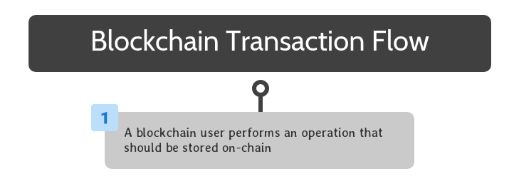 Blockchain Transaction Flow
1
A blockchain user performs an operation that
should be stored on-chain